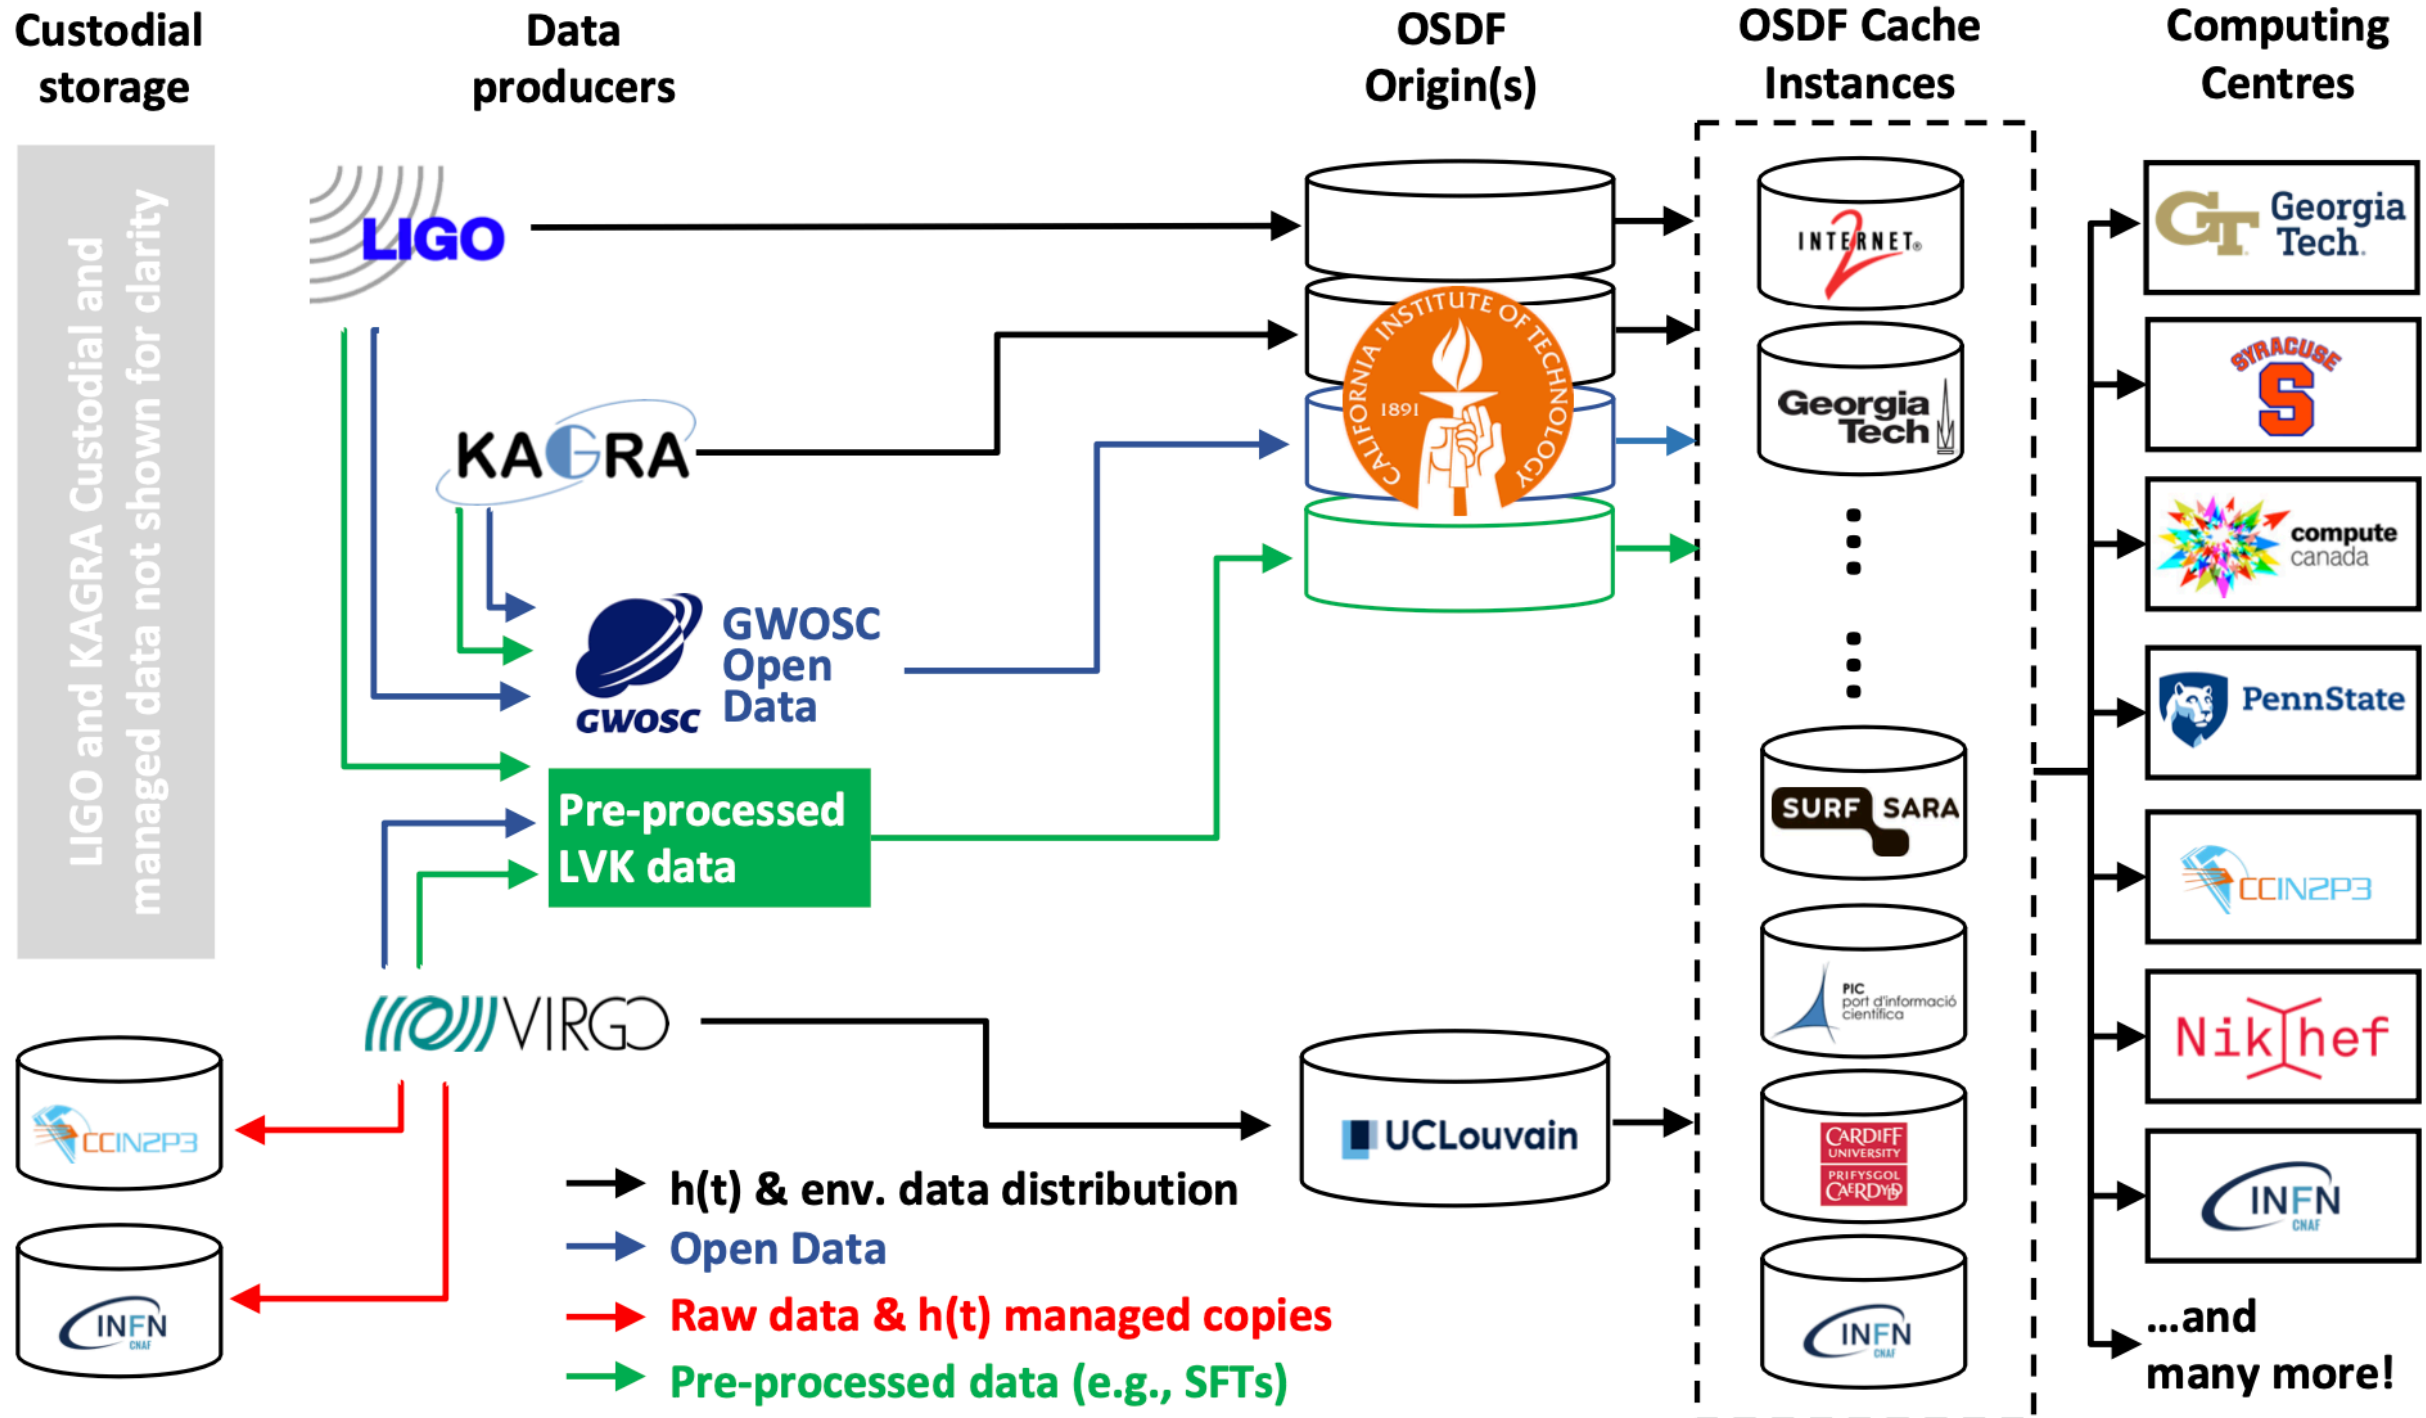 Custodial
storage
Data
producers
OSDF
Origin(s)
OSDF Cache
Instances
Computing
Centres
LIGO and KAGRA Custodial and
managed data not shown for clarity
LIGO
KAGRA
GWOSC
GWOSC
Open
Data
Pre-processed
LVK data
VIRGO
CCIN2P3
INFN
CNAF
h(t) & env. data distribution
Open Data
Raw data & h(t) managed copies
Pre-processed data (e.g., SFTs)
CALIFORNIA INSTITUTE OF TECHNOLOGY
1891
UCLouvain
INTERNET®
2
Georgia
Tech
SURF SARA
PIC
port d'informació
científica
CARDIFF
UNIVERSITY
PRIFYSGOL
CAERDYDD
INFN
CNAF
GT Georgia
Tech.
SYRACUSE
S
compute
canada
PennState
CCIN2P3
Nikhef
INFN
CNAF
...and
many more!